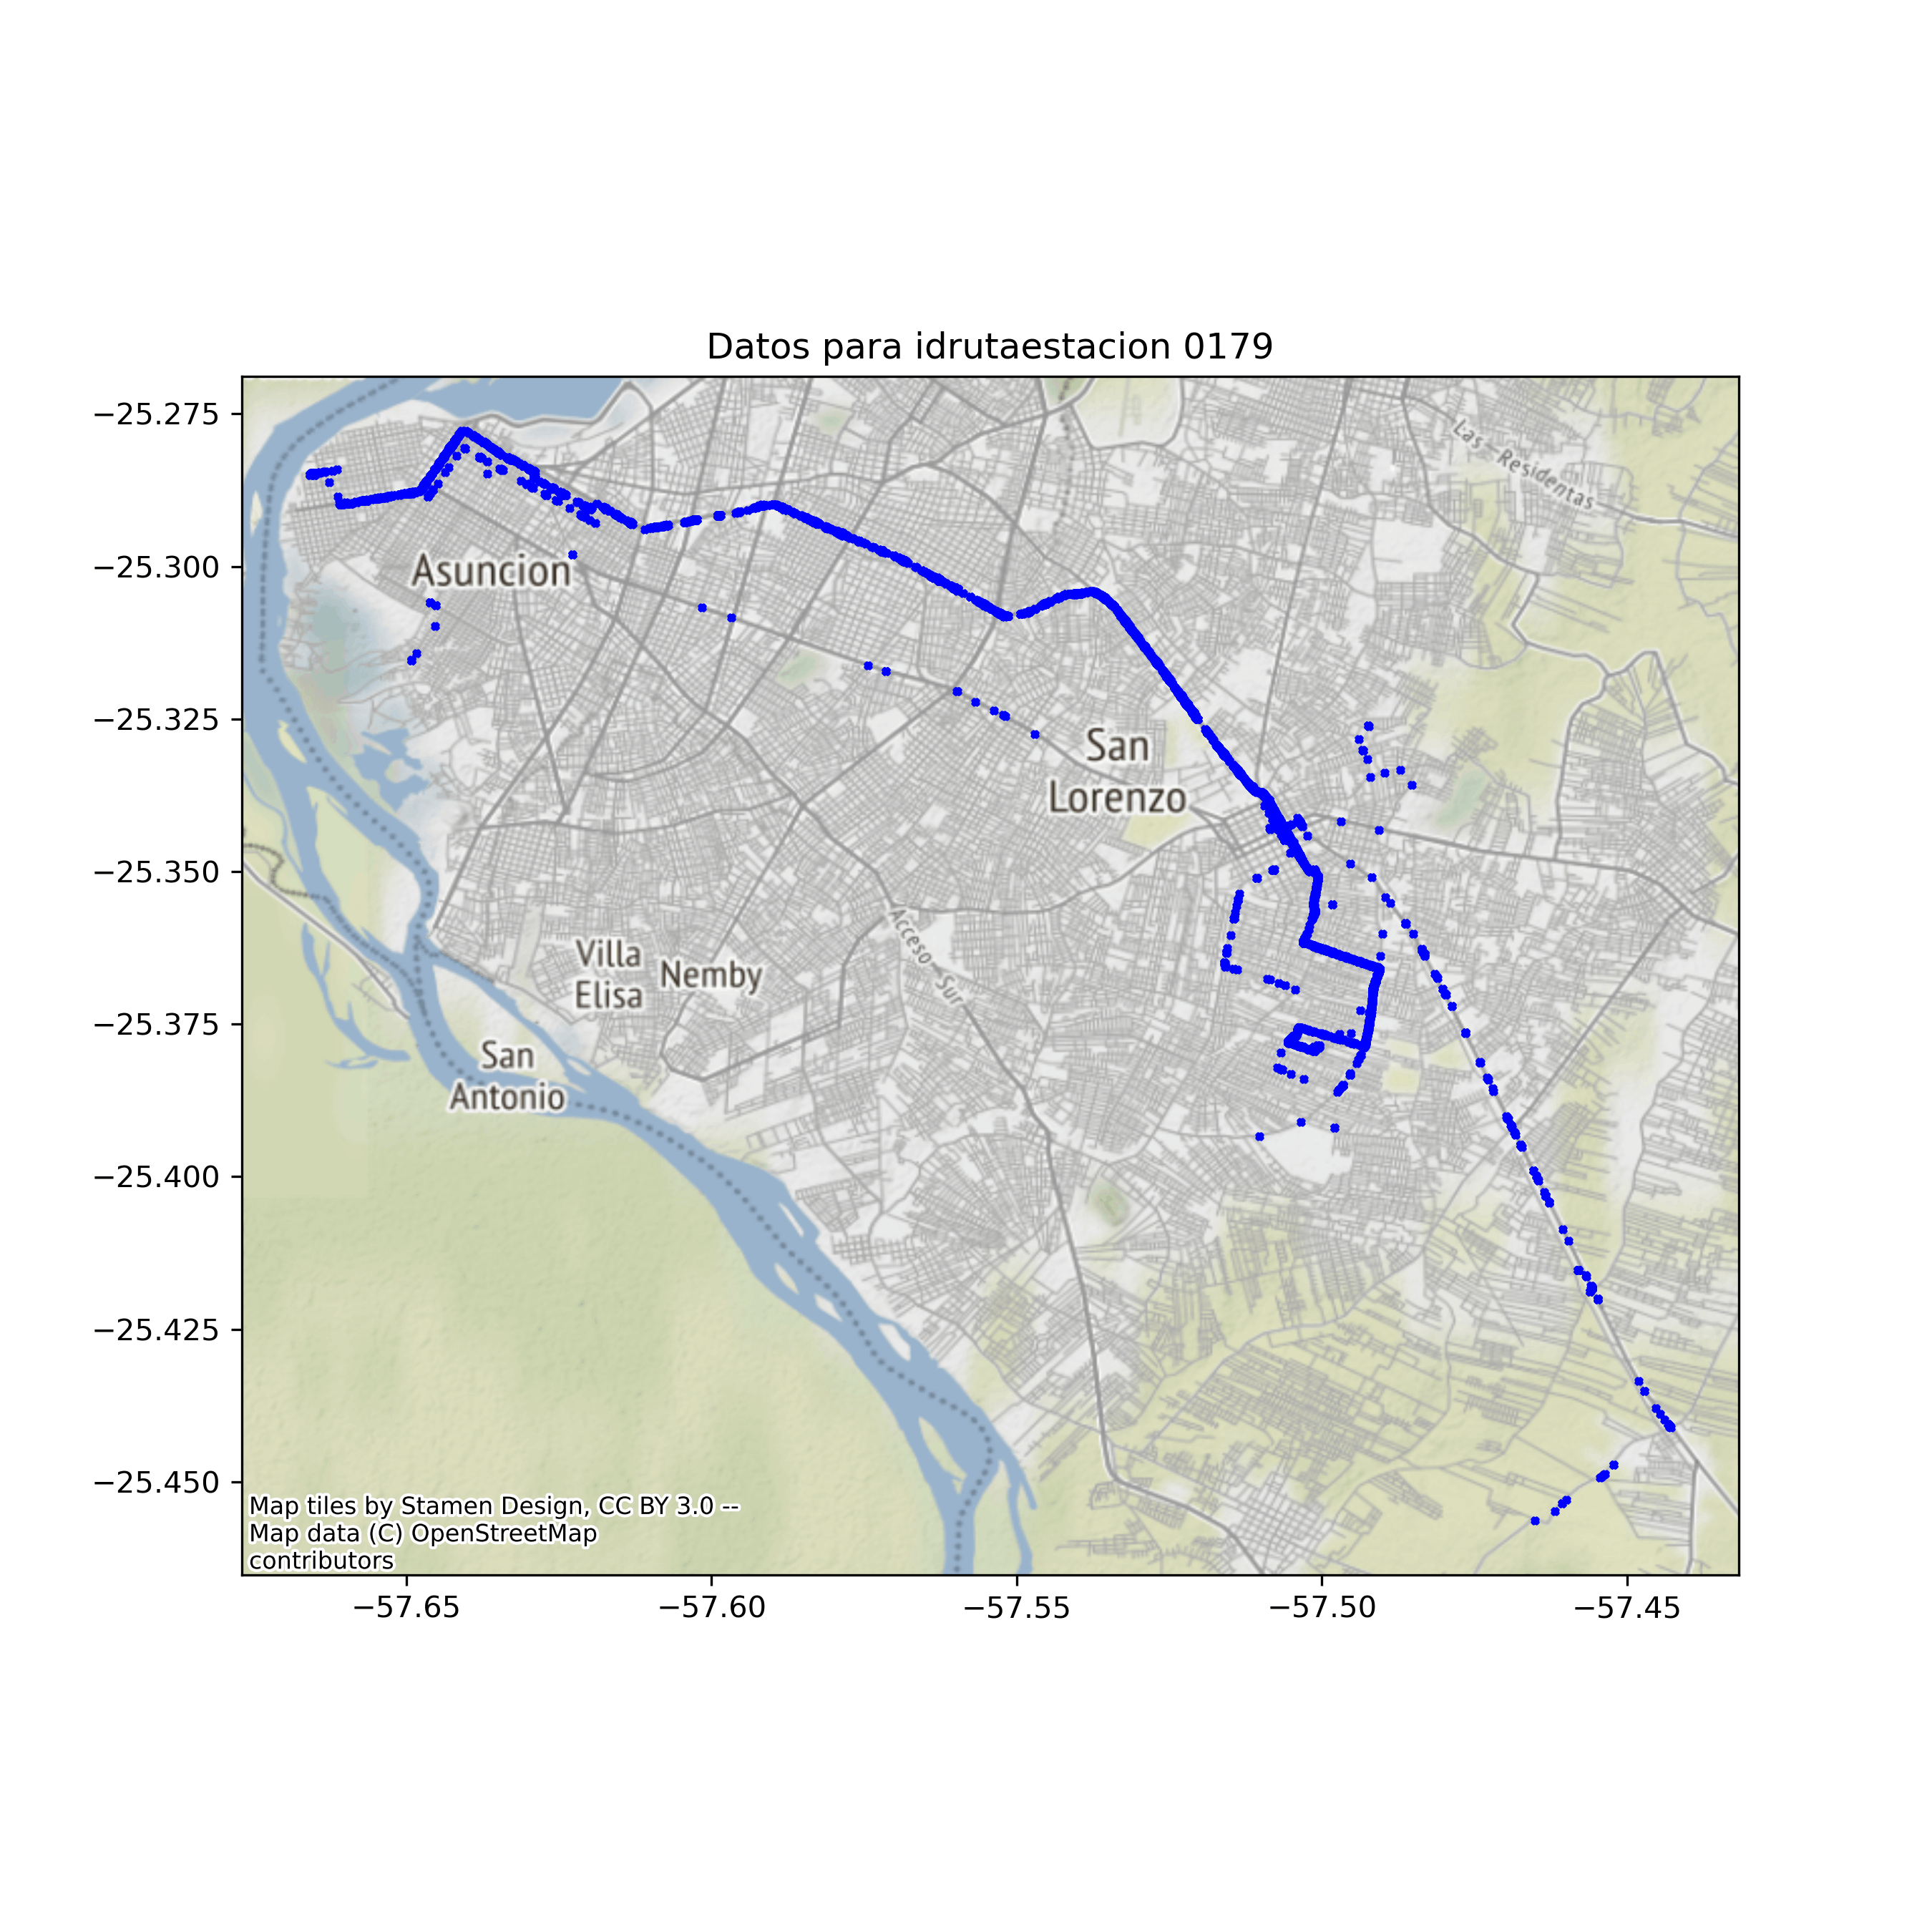 Datos para idrutaestacion 0179
−25.275
−25.300
−25.325
−25.350
−25.375
−25.400
−25.425
−25.450
Las Residentas
Asuncion
San
Lorenzo
Acceso Sur
Villa
Elisa
Nemby
San
Antonio
Map tiles by Stamen Design, CC BY 3.0 --
Map data (C) OpenStreetMap
contributors
−57.65
−57.60
−57.55
−57.50
−57.45